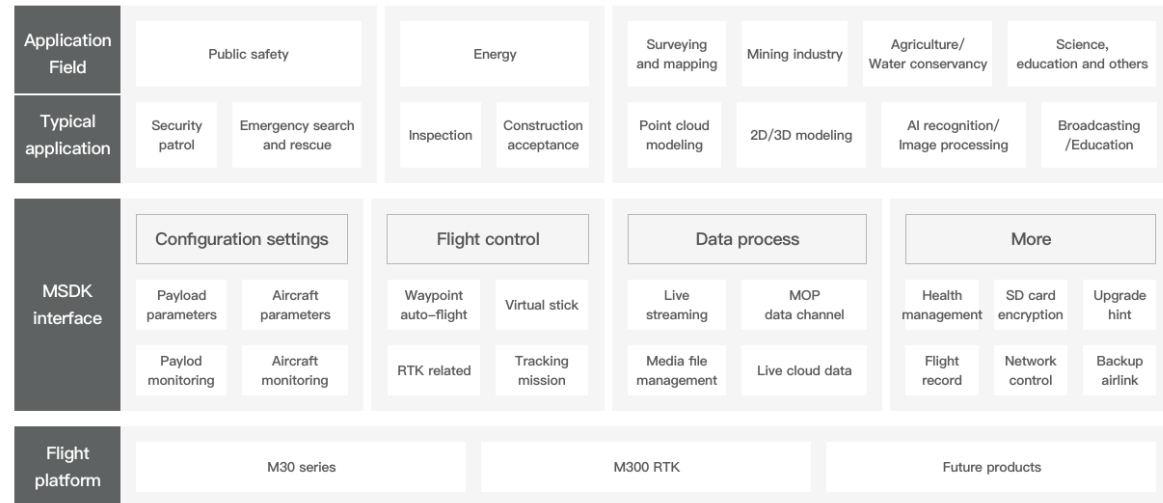 Application
Field
Public safety
Energy
Surveying
and mapping
Mining industry
Agriculture/
Water conservancy
Science,
education and others
Typical
application
Security
patrol
Emergency search
and rescue
Inspection
Construction
acceptance
Point cloud
modeling
2D/3D modeling
AI recognition/
Image processing
Broadcasting
/Education
MSDK
interface
Configuration settings
Flight control
Data process
More
Payload
parameters
Aircraft
parameters
Waypoint
auto-flight
Virtual stick
Live
streaming
MOP
data channel
Health
management
SD card
encryption
Upgrade
hint
Paylod
monitoring
Aircraft
monitoring
RTK related
Tracking
mission
Media file
management
Live cloud data
Flight
record
Network
control
Backup
airlink
Flight
platform
M30 series
M300 RTK
Future products